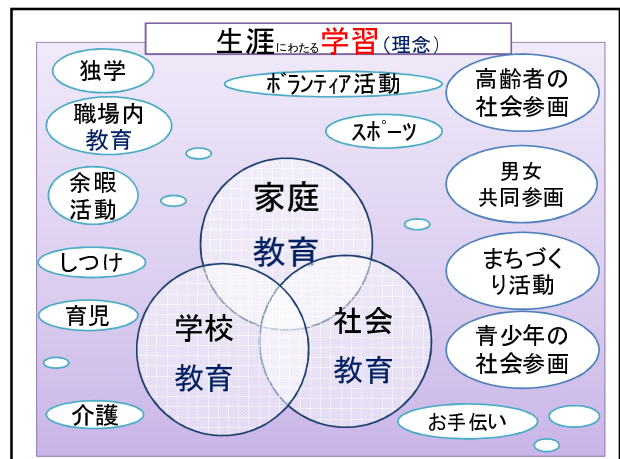 生涯にわたる学習(理念)
独学
ボランティア活動
高齢者の
社会参画
職場内
教育
スポーツ
余暇
活動
男女
共同参画
家庭
教育
しつけ
まちづく
り活動
育児
学校
教育
社会
教育
青少年の
社会参画
介護
お手伝い